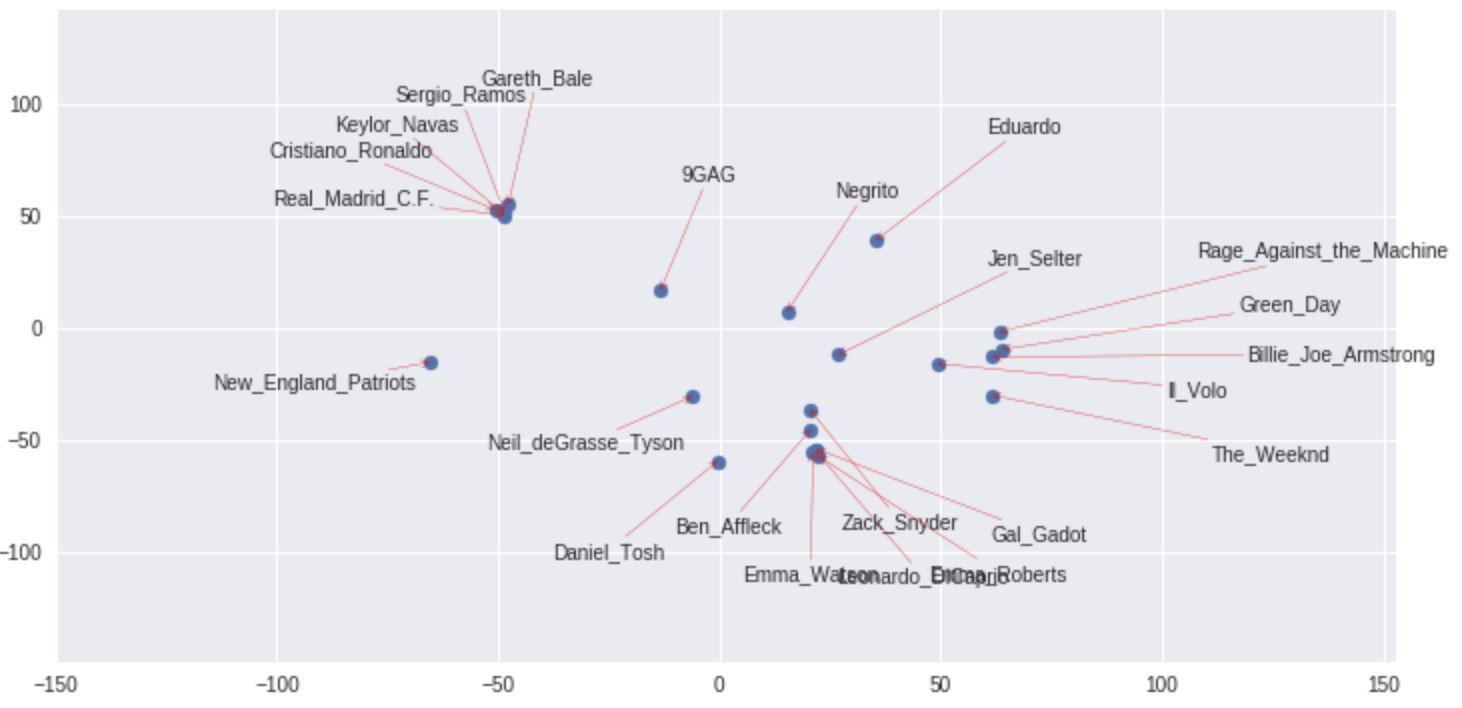 Gareth_Bale
Sergio_Ramos
100
Keylor_Navas
Eduardo
Cristiano_Ronaldo
9GAG
Negrito
Real_Madrid_C.F.
50
Jen_Selter
Rage_Against_the_Machine
Green_Day
0
Billie_Joe_Armstrong
New_England_Patriots
Il_Volo
−50
Neil_deGrasse_Tyson
The_Weeknd
Ben_Affleck
Zack_Snyder
Gal_Gadot
−100
Daniel_Tosh
Emma_Watson
Leonardo_DiCaprio
Emma_Roberts
−150
−100
−50
0
50
100
150